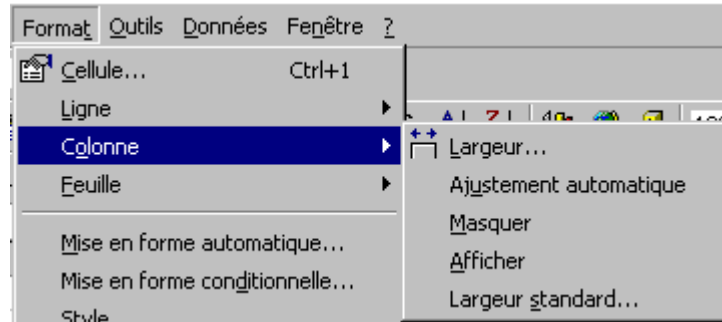 Format Outils Données Fenêtre ?
Cellule... Ctrl+1
Ligne
Colonne
Feuille
Mise en forme automatique...
Mise en forme conditionnelle...
Style
Largeur...
Ajustement automatique
Masquer
Afficher
Largeur standard...